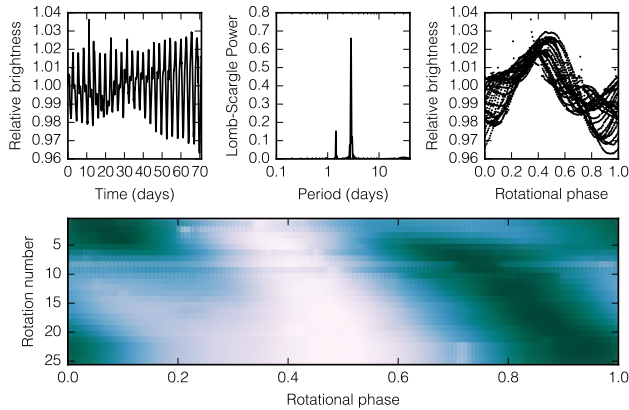 1.04
1.03
1.02
1.01
1.00
0.99
0.98
0.97
0.96
Relative brightness
0 10 20 30 40 50 60 70
Time (days)
0.8
0.7
0.6
0.5
0.4
0.3
0.2
0.1
0.0
Lomb-Scargle Power
0.1 1 10
Period (days)
1.04
1.03
1.02
1.01
1.00
0.99
0.98
0.97
0.96
Relative brightness
0.0 0.2 0.4 0.6 0.8 1.0
Rotational phase
5
10
15
20
25
Rotation number
0.0 0.2 0.4 0.6 0.8 1.0
Rotational phase